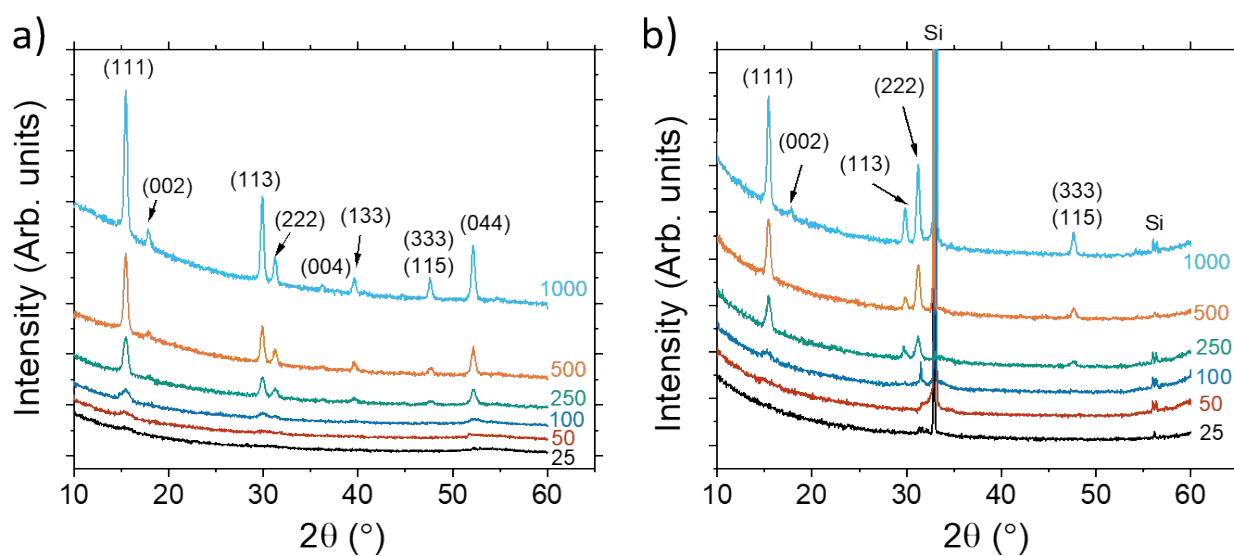 a)
Intensity (Arb. units)
(111)
(002)
(113)
(222)
(004)
(133)
(333)
(115)
(044)
1000
500
250
100
50
25
10 20 30 40 50 60
2θ (°)
b)
Intensity (Arb. units)
Si
(111)
(002)
(222)
(113)
(333)
(115)
Si
1000
500
250
100
50
25
10 20 30 40 50 60
2θ (°)